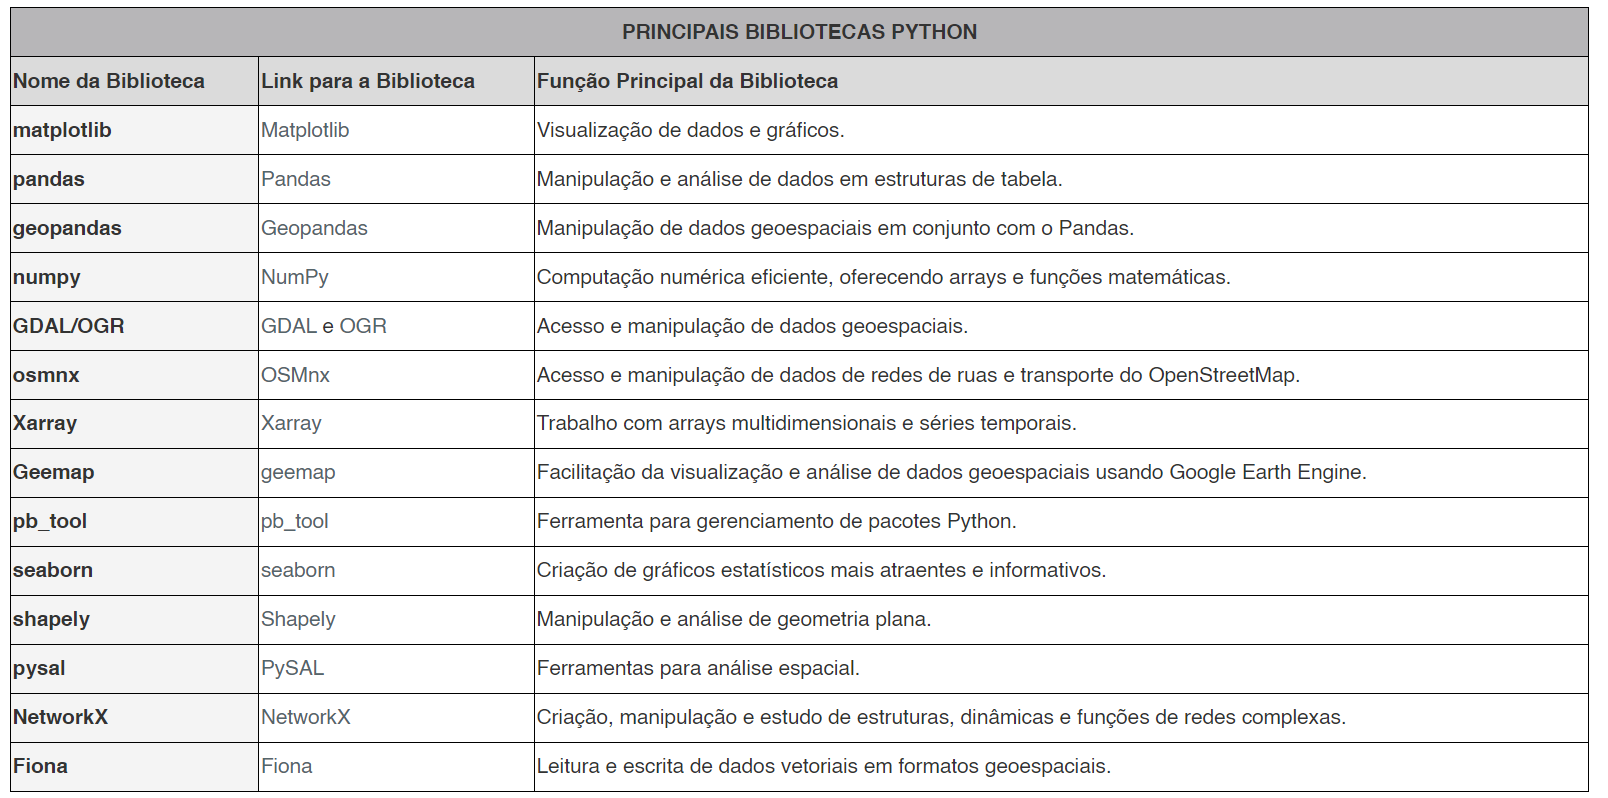 PRINCIPAIS BIBLIOTECAS PYTHON
Nome da Biblioteca Link para a Biblioteca Função Principal da Biblioteca
matplotlib Matplotlib Visualização de dados e gráficos.
pandas Pandas Manipulação e análise de dados em estruturas de tabela.
geopandas Geopandas Manipulação de dados geoespaciais em conjunto com o Pandas.
numpy NumPy Computação numérica eficiente, oferecendo arrays e funções matemáticas.
GDAL/OGR GDAL e OGR Acesso e manipulação de dados geoespaciais.
osmnx OSMnx Acesso e manipulação de dados de redes de ruas e transporte do OpenStreetMap.
Xarray Xarray Trabalho com arrays multidimensionais e séries temporais.
Geemap geemap Facilitação da visualização e análise de dados geoespaciais usando Google Earth Engine.
pb_tool pb_tool Ferramenta para gerenciamento de pacotes Python.
seaborn seaborn Criação de gráficos estatísticos mais atraentes e informativos.
shapely Shapely Manipulação e análise de geometria plana.
pysal PySAL Ferramentas para análise espacial.
NetworkX NetworkX Criação, manipulação e estudo de estruturas, dinâmicas e funções de redes complexas.
Fiona Fiona Leitura e escrita de dados vetoriais em formatos geoespaciais.